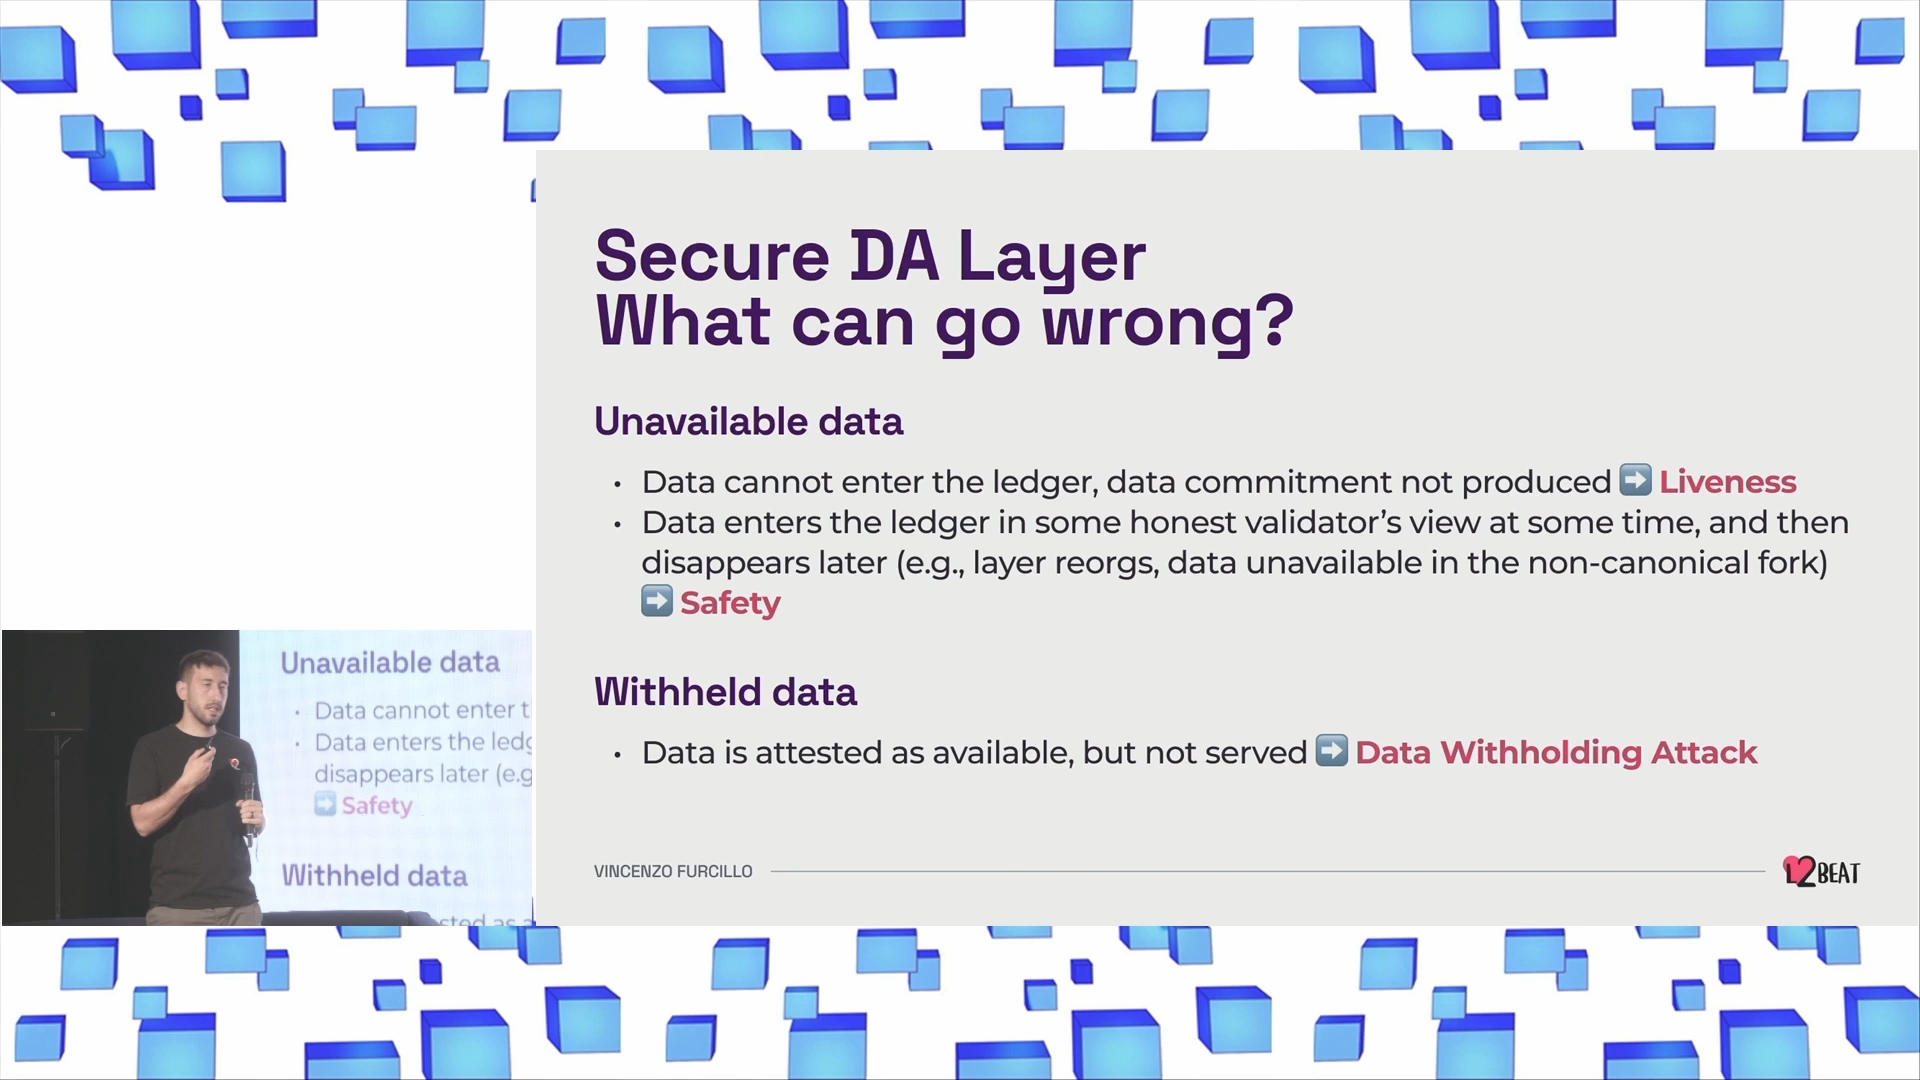 Secure DA Layer
What can go wrong?
Unavailable data
• Data cannot enter the ledger, data commitment not produced ➡ Liveness
• Data enters the ledger in some honest validator’s view at some time, and then
disappears later (e.g., layer reorgs, data unavailable in the non-canonical fork)
➡ Safety
Withheld data
• Data is attested as available, but not served ➡ Data Withholding Attack
VINCENZO FURCILLO
L2BEAT
Unavailable data
• Data cannot enter t
• Data enters the led
disappears later (e.g
➡ Safety
Withheld data
sted as a